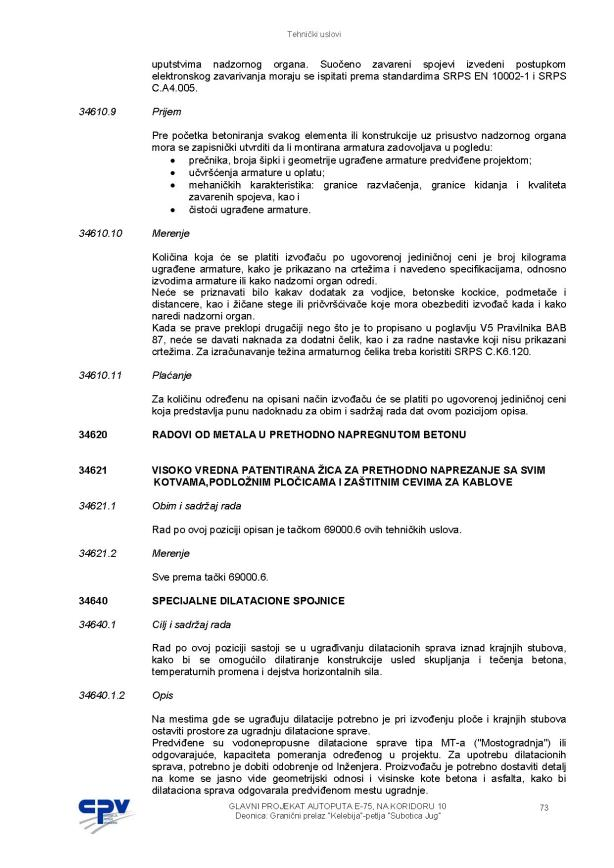 Tehnički uslovi
uputstvima nadzornog organa. Suočeno zavareni spojevi izvedeni postupkom
elektronskog zavarivanja moraju se ispitati prema standardima SRPS EN 10002-1 i SRPS
C.A4.005.
34610.9 Prijem
Pre početka betoniranja svakog elementa ili konstrukcije uz prisustvo nadzornog organa
mora se zapisnički utvrditi da li montirana armatura zadovoljava u pogledu:
• prečnika, broja šipki i geometrije ugrađene armature predviđene projektom;
• učvršćenja armature u oplatu;
• mehaničkih karakteristika: granice razvlačenja, granice kidanja i kvaliteta
zavarenih spojeva, kao i
• čistoći ugrađene armature.
34610.10 Merenje
Količina koja će se platiti izvođaču po ugovorenoj jediničnoj ceni je broj kilograma
ugrađene armature, kako je prikazano na crtežima i navedeno specifikacijama, odnosno
izvodima armature ili kako nadzorni organ odredi.
Neće se priznavati bilo kakav dodatak za vodjice, betonske kockice, podmetače i
distancere, kao i žičane stege ili pričvršćivače koje mora obezbediti izvođač kada i kako
naredi nadzorni organ.
Kada se prave preklopi drugačiji nego što je to propisano u poglavlju V5 Pravilnika BAB
87, neće se davati naknada za dodatni čelik, kao i za radne nastavke koji nisu prikazani
crtežima. Za izračunavanje težina armaturnog čelika treba koristiti SRPS C.K6.120.
34610.11 Plaćanje
Za količinu određenu na opisani način izvođaču će se platiti po ugovorenoj jediničnoj ceni
koja predstavlja punu nadoknadu za obim i sadržaj rada dat ovom pozicijom opisa.
34620 RADOVI OD METALA U PRETHODNO NAPREGNUTOM BETONU
34621 VISOKO VREDNA PATENTIRANA ŽICA ZA PRETHODNO NAPREZANJE SA SVIM
KOTVAMA,PODLOŽNIM PLOČICAMA I ZAŠTITNIM CEVIMA ZA KABLOVE
34621.1 Obim i sadržaj rada
Rad po ovoj poziciji opisan je tačkom 69000.6 ovih tehničkih uslova.
34621.2 Merenje
Sve prema tački 69000.6.
34640 SPECIJALNE DILATACIONE SPOJNICE
34640.1 Cilj i sadržaj rada
Rad po ovoj poziciji sastoji se u ugrađivanju dilatacionih sprava iznad krajnjih stubova,
kako bi se omogućilo dilatiranje konstrukcije usled skupljanja i tečenja betona,
temperaturnih promena i dejstva horizontalnih sila.
34640.1.2 Opis
Na mestima gde se ugrađuju dilatacije potrebno je pri izvođenju ploče i krajnjih stubova
ostaviti prostore za ugradnju dilatacione sprave.
Predviđene su vodonepropusne dilatacione sprave tipa MT-a ("Mostogradnja") ili
odgovarajuće, kapaciteta pomeranja određenog u projektu. Za upotrebu dilatacionih
sprava, potrebno je dobiti odobrenje od Inženjera. Proizvođaču je potrebno dostaviti detalj
na kome se jasno vide geometrijski odnosi i visinske kote betona i asfalta, kako bi
dilataciona sprava odgovarala predviđenom mestu ugradnje.
CPV
GLAVNI PROJEKAT AUTOPUTA E-75, NA KORIDORU 10
Deonica: Granični prelaz "Kelebija"-petlja "Subotica Jug"
73